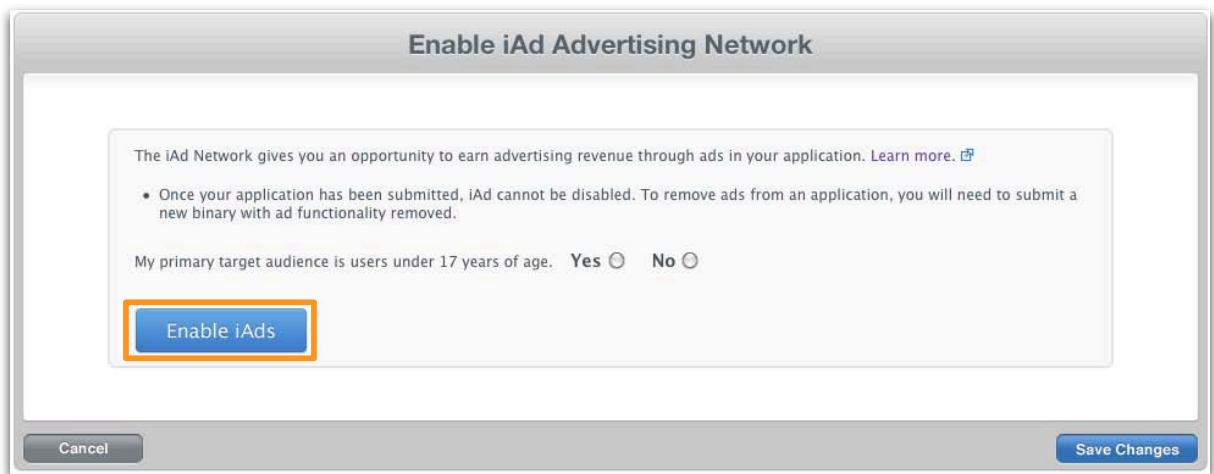 Enable iAd Advertising Network
The iAd Network gives you an opportunity to earn advertising revenue through ads in your application. Learn more.
• Once your application has been submitted, iAd cannot be disabled. To remove ads from an application, you will need to submit a
new binary with ad functionality removed.
My primary target audience is users under 17 years of age. Yes No
Enable iAds
Cancel
Save Changes